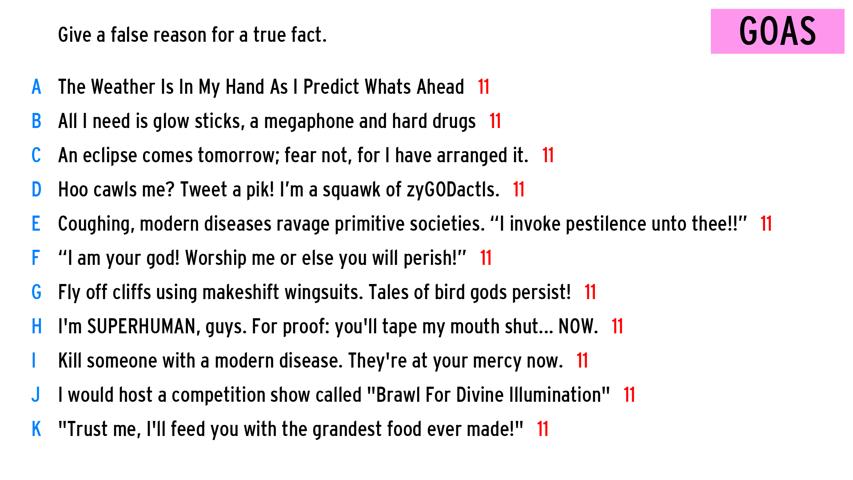 Give a false reason for a true fact.
GOAS
A The Weather Is In My Hand As I Predict Whats Ahead 11
B All I need is glow sticks, a megaphone and hard drugs 11
C An eclipse comes tomorrow; fear not, for I have arranged it. 11
D Hoo cawls me? Tweet a pik! I'm a squawk of zyGODactls. 11
E Coughing, modern diseases ravage primitive societies. “I invoke pestilence unto thee!!” 11
F “I am your god! Worship me or else you will perish!” 11
G Fly off cliffs using makeshift wingsuits. Tales of bird gods persist! 11
H I'm SUPERHUMAN, guys. For proof: you'll tape my mouth shut... NOW. 11
I Kill someone with a modern disease. They're at your mercy now. 11
J I would host a competition show called "Brawl For Divine Illumination" 11
K "Trust me, I'll feed you with the grandest food ever made!" 11